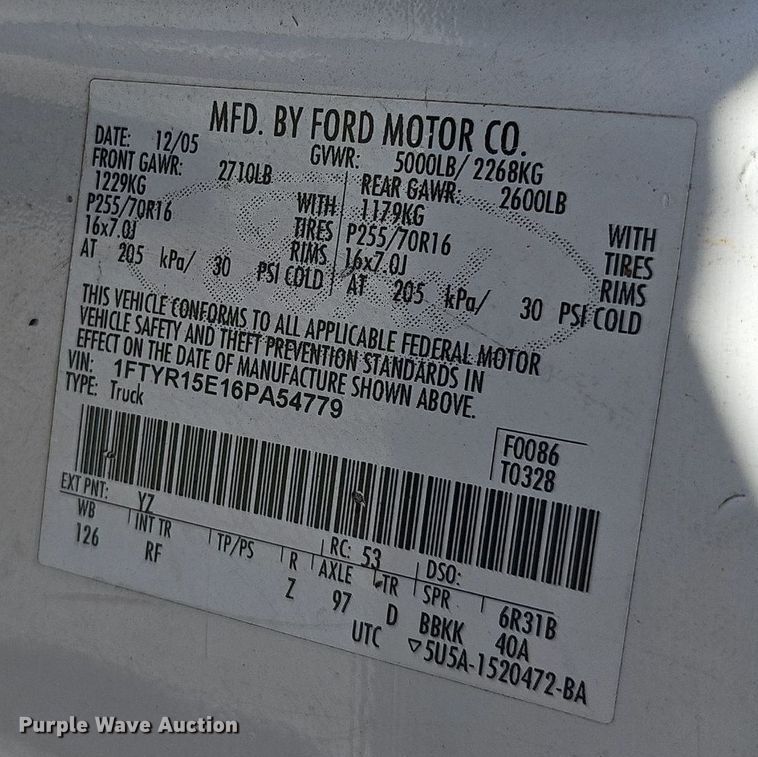 MFD. BY FORD MOTOR CO.
DATE: 12/05 GVWR: 5000LB/ 2268KG
FRONT GAWR: 2710LB REAR GAWR: 2600LB
1229KG WITH 1179KG WITH
P255/70R16 TIRES P255/70R16 TIRES
16x7.0J RIMS 16x7.0J RIMS
AT 205 kPa/ 30 PSI COLD AT 205 kPa/ 30 PSI COLD
THIS VEHICLE CONFORMS TO ALL APPLICABLE FEDERAL MOTOR
VEHICLE SAFETY AND THEFT PREVENTION STANDARDS IN
EFFECT ON THE DATE OF MANUFACTURE SHOWN ABOVE.
VIN: 1FTYR15E16PA54779
TYPE: Truck
F0086
T0328
EXT PNT: YZ RC: 53 DSO:
WB INT TR TP/PS R AXLE TR SPR 6R31B
126 RF Z 97 D BBKK 40A
UTC ▽5U5A-1520472-BA
Purple Wave Auction